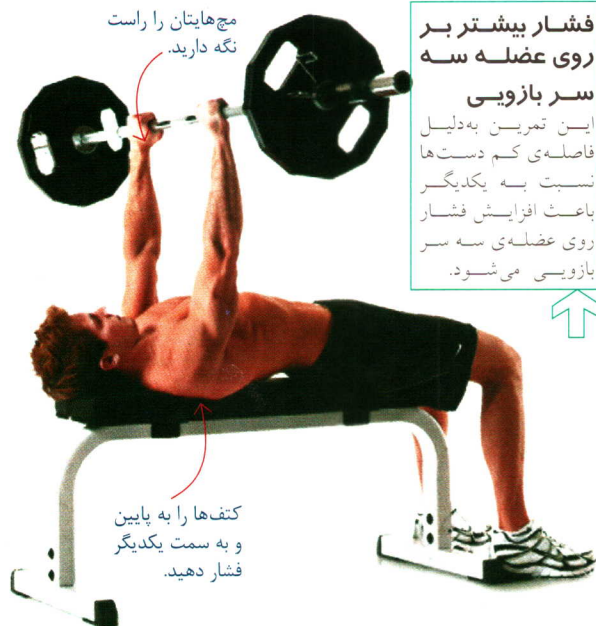 فشار بیشتر بر
روی عضله سه
سر بازویی
این تمرین به‌دلیل
فاصله‌ی کم دست‌ها
نسبت به یکدیگر
باعث افزایش فشار
روی عضله‌ی سه سر
بازویی می‌شود.
مچ‌هایتان را راست
نگه دارید.
کتف‌ها را به پایین
و به سمت یکدیگر
فشار دهید.